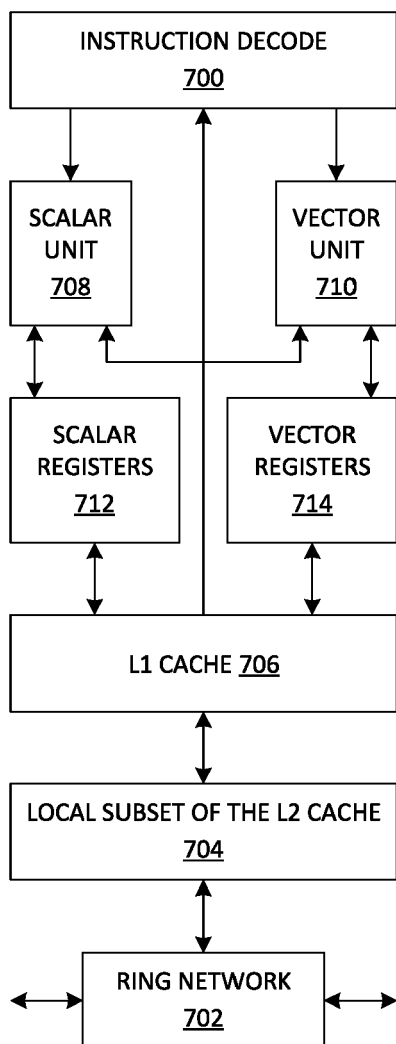 INSTRUCTION DECODE
700
SCALAR
UNIT
708
VECTOR
UNIT
710
SCALAR
REGISTERS
712
VECTOR
REGISTERS
714
L1 CACHE 706
LOCAL SUBSET OF THE L2 CACHE
704
RING NETWORK
702